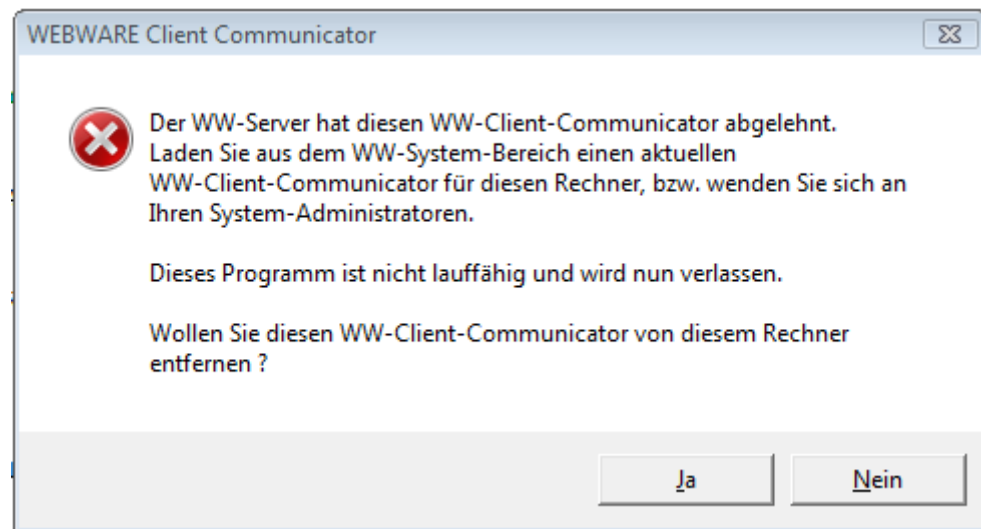 WEBWARE Client Communicator
Der WW-Server hat diesen WW-Client-Communicator abgelehnt.
Laden Sie aus dem WW-System-Bereich einen aktuellen
WW-Client-Communicator für diesen Rechner, bzw. wenden Sie sich an
Ihren System-Administratoren.
Dieses Programm ist nicht lauffähig und wird nun verlassen.
Wollen Sie diesen WW-Client-Communicator von diesem Rechner
entfernen ?
Ja
Nein